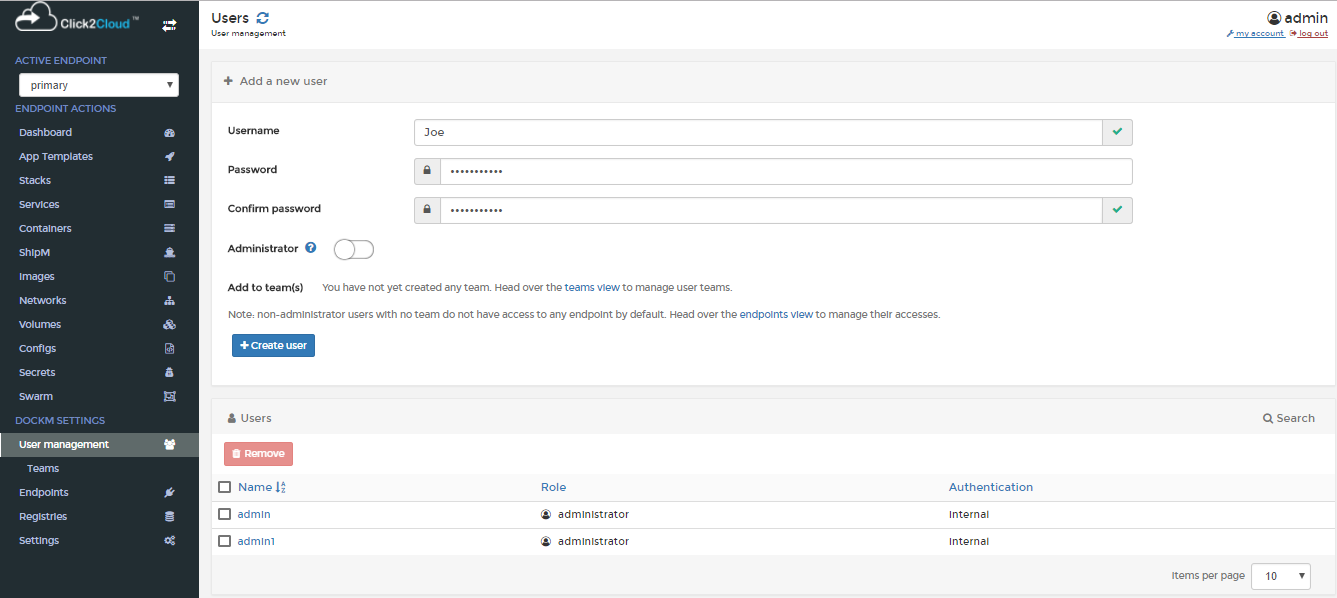 Click2Cloud™
ACTIVE ENDPOINT
primary
ENDPOINT ACTIONS
Dashboard
App Templates
Stacks
Services
Containers
ShipM
Images
Networks
Volumes
Configs
Secrets
Swarm
DOCKM SETTINGS
User management
Teams
Endpoints
Registries
Settings
Users
User management
admin
my account log out
Add a new user
Username Joe
Password •••••••••••
Confirm password •••••••••••
Administrator ?
Add to team(s) You have not yet created any team. Head over the teams view to manage user teams.
Note: non-administrator users with no team do not have access to any endpoint by default. Head over the endpoints view to manage their accesses.
+ Create user
Users Search
Remove
Name Role Authentication
admin administrator Internal
admin1 administrator Internal
Items per page 10